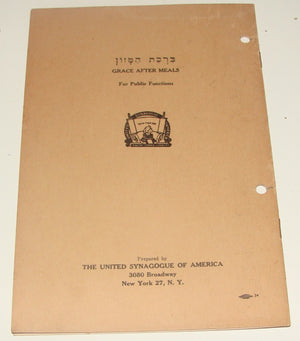 ברכת המזון
GRACE AFTER MEALS
For Public Functions
Prepared by
THE UNITED SYNAGOGUE OF AMERICA
3080 Broadway
New York 27, N. Y.